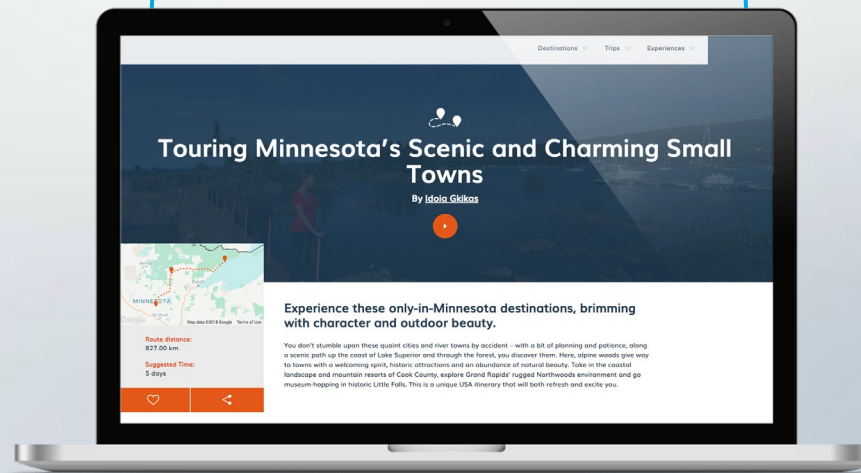 Destinations Trips Experiences
Touring Minnesota's Scenic and Charming Small
Towns
By Idoia Gkikas
MINNESOTA
Google Map data ©2018 Google Terms of Use
Route distance:
827.00 km
Suggested Time:
5 days
Experience these only-in-Minnesota destinations, brimming
with character and outdoor beauty.
You don't stumble upon these quaint cities and river towns by accident – with a bit of planning and patience, along
a scenic path up the coast of Lake Superior and through the forest, you discover them. Here, alpine woods give way
to towns with a welcoming spirit, historic attractions and an abundance of natural beauty. Take in the coastal
landscape and mountain resorts of Cook County, explore Grand Rapids' rugged Northwoods environment and go
museum-hopping in historic Little Falls. This is a unique USA itinerary that will both refresh and excite you.